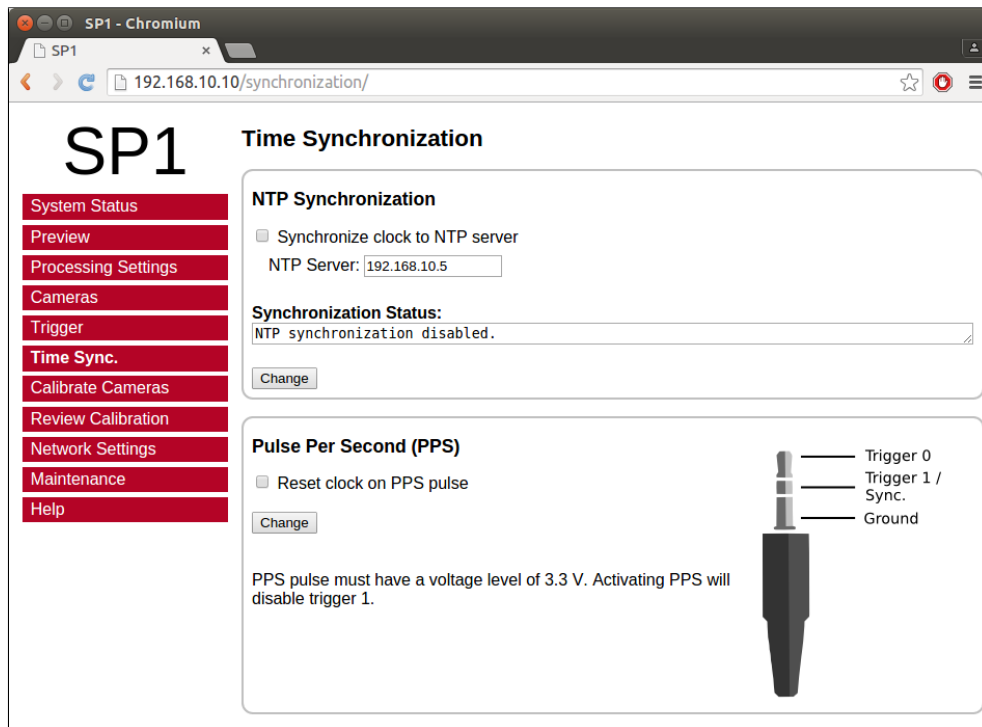 SP1 - Chromium
SP1
192.168.10.10/synchronization/
SP1
System Status
Preview
Processing Settings
Cameras
Trigger
Time Sync.
Calibrate Cameras
Review Calibration
Network Settings
Maintenance
Help
Time Synchronization
NTP Synchronization
Synchronize clock to NTP server
NTP Server: 192.168.10.5
Synchronization Status:
NTP synchronization disabled.
Change
Pulse Per Second (PPS)
Reset clock on PPS pulse
Change
PPS pulse must have a voltage level of 3.3 V. Activating PPS will
disable trigger 1.
Trigger 0
Trigger 1 /
Sync.
Ground